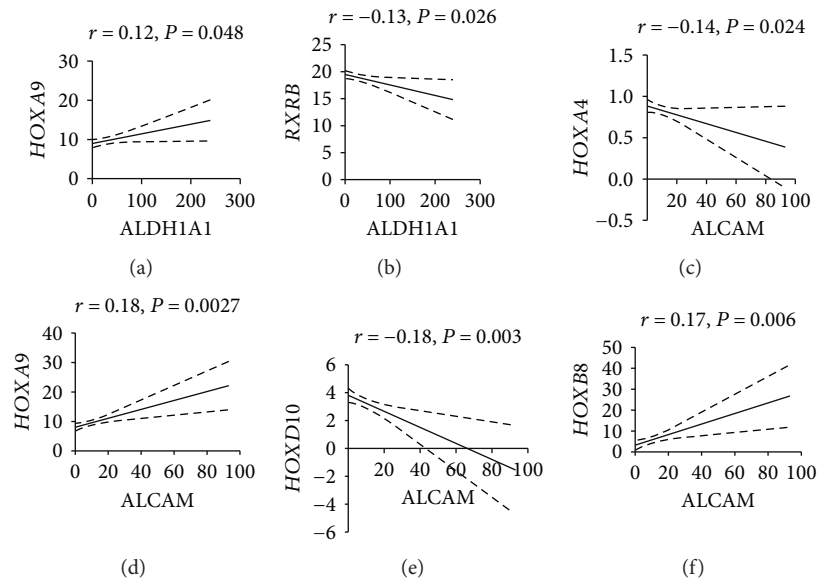 r = 0.12, P = 0.048
HOXA9
30
20
10
0
0 100 200 300
ALDH1A1
(a)
r = −0.13, P = 0.026
RXRB
25
20
15
10
5
0
0 100 200 300
ALDH1A1
(b)
r = −0.14, P = 0.024
HOXA4
1.5
1.0
0.5
0.0
−0.5
20 40 60 80 100
ALCAM
(c)
r = 0.18, P = 0.0027
HOXA9
40
30
20
10
0
0 20 40 60 80 100
ALCAM
(d)
r = −0.18, P = 0.003
HOXD10
6
4
2
0
−2
−4
−6
20 40 60 80 100
ALCAM
(e)
r = 0.17, P = 0.006
HOXB8
50
40
30
20
10
0
0 20 40 60 80 100
ALCAM
(f)